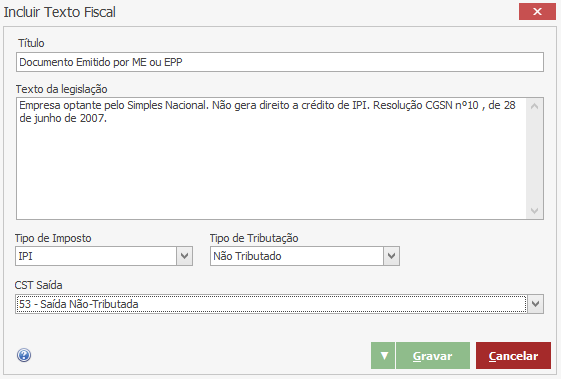 Incluir Texto Fiscal
Título
Documento Emitido por ME ou EPP
Texto da legislação
Empresa optante pelo Simples Nacional. Não gera direito a crédito de IPI. Resolução CGSN nº10 , de 28
de junho de 2007.
Tipo de Imposto
Tipo de Tributação
IPI
Não Tributado
CST Saída
53 - Saída Não-Tributada
Gravar
Cancelar